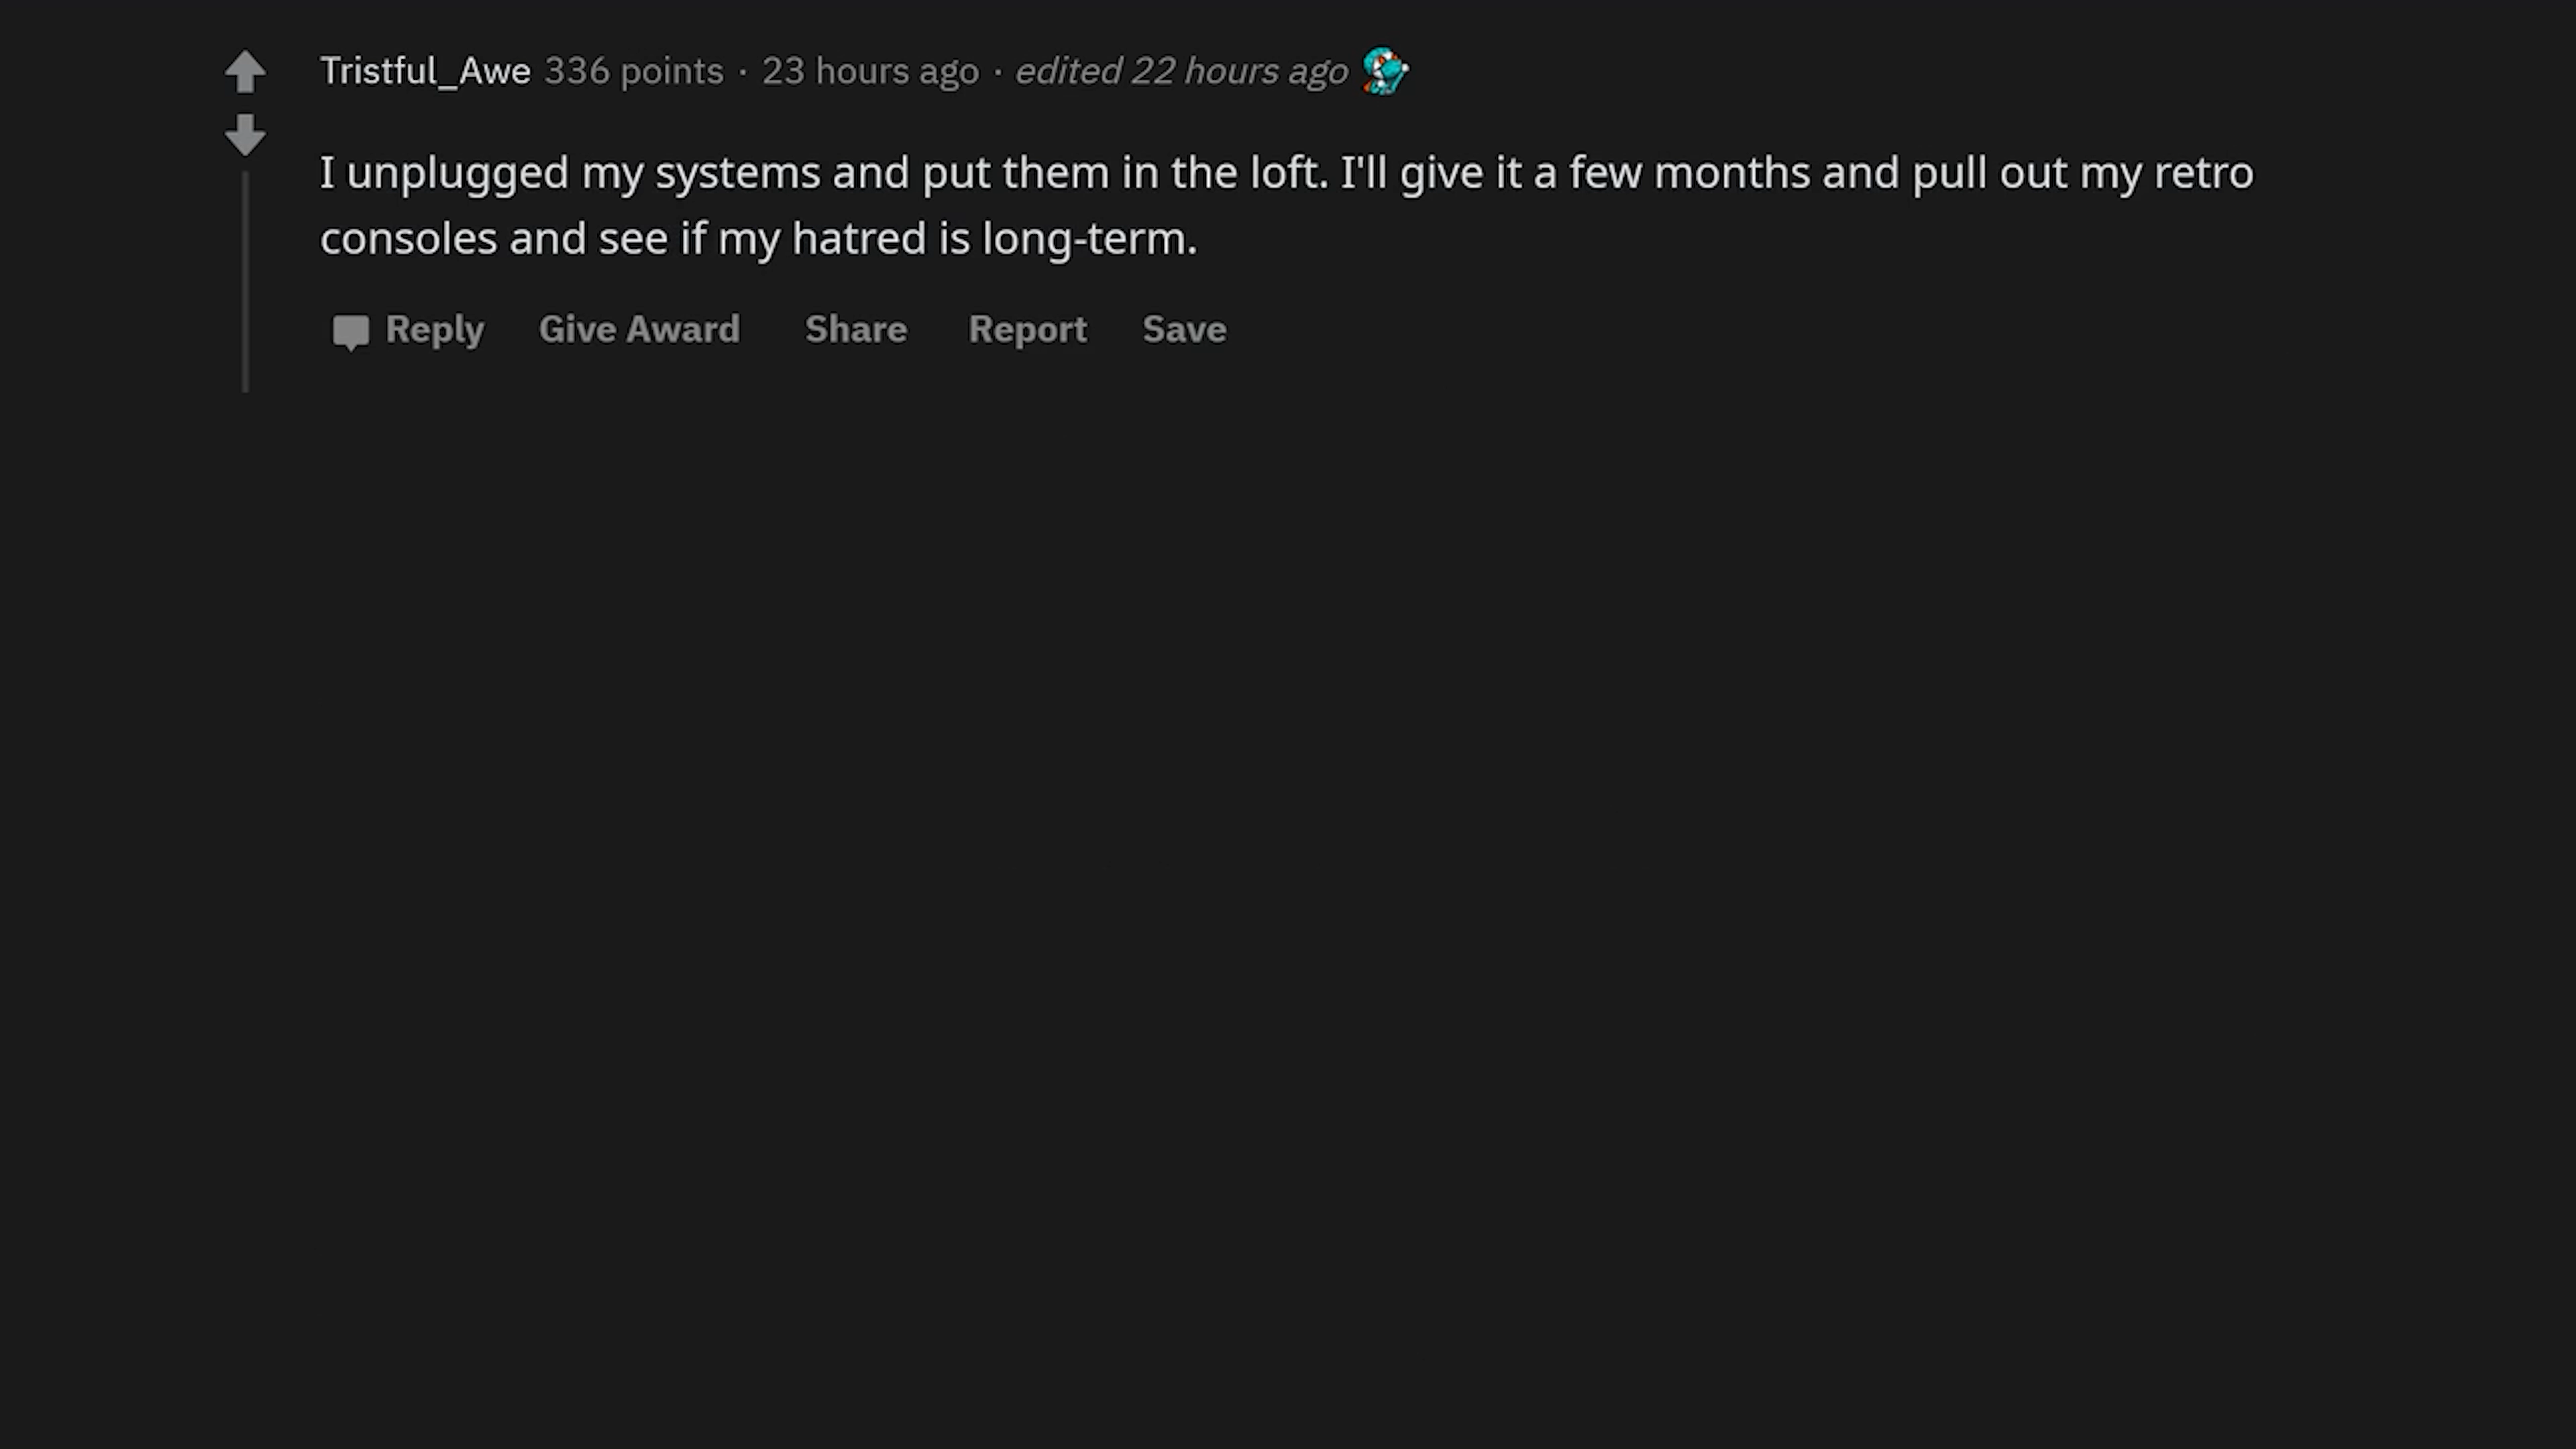 Tristful_Awe 336 points · 23 hours ago · edited 22 hours ago
I unplugged my systems and put them in the loft. I'll give it a few months and pull out my retro
consoles and see if my hatred is long-term.
Reply Give Award Share Report Save